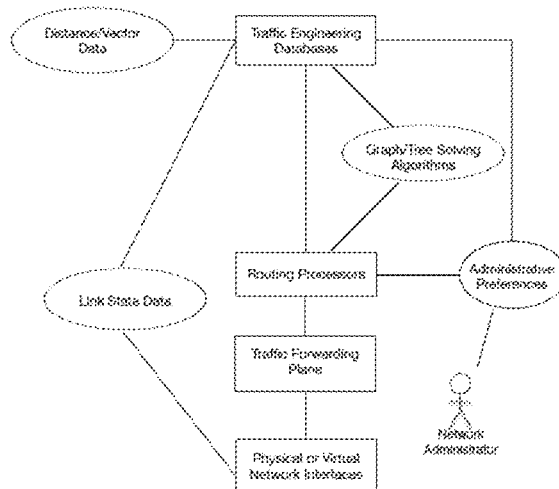 Distance/Vector
Data
Traffic Engineering
Databases
Graph/Tree Solving
Algorithms
Routing Processors
Administrative
Preferences
Link State Data
Traffic Forwarding
Plane
Network
Administrator
Physical or Virtual
Network Interfaces